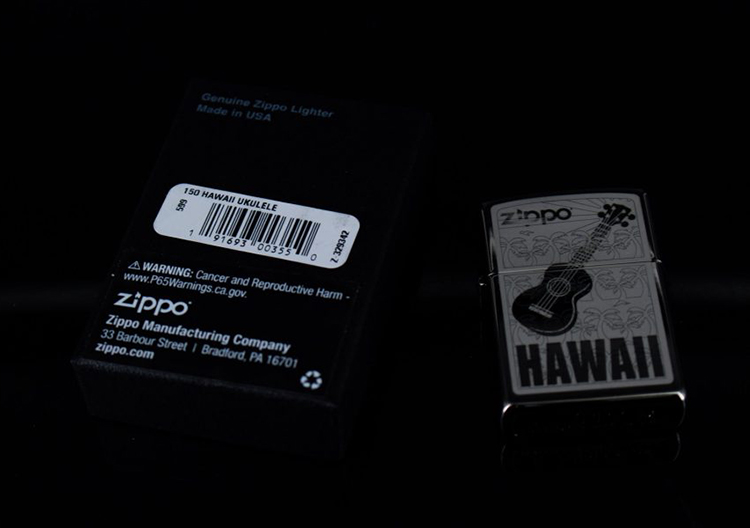 Genuine Zippo Lighter
Made in USA
150 HAWAII UKULELE
599
1 91693 00355 0
Z 329342
⚠ WARNING: Cancer and Reproductive Harm -
www.P65Warnings.ca.gov.
zippo
Zippo Manufacturing Company
33 Barbour Street | Bradford, PA 16701
zippo.com
zippo
HAWAII